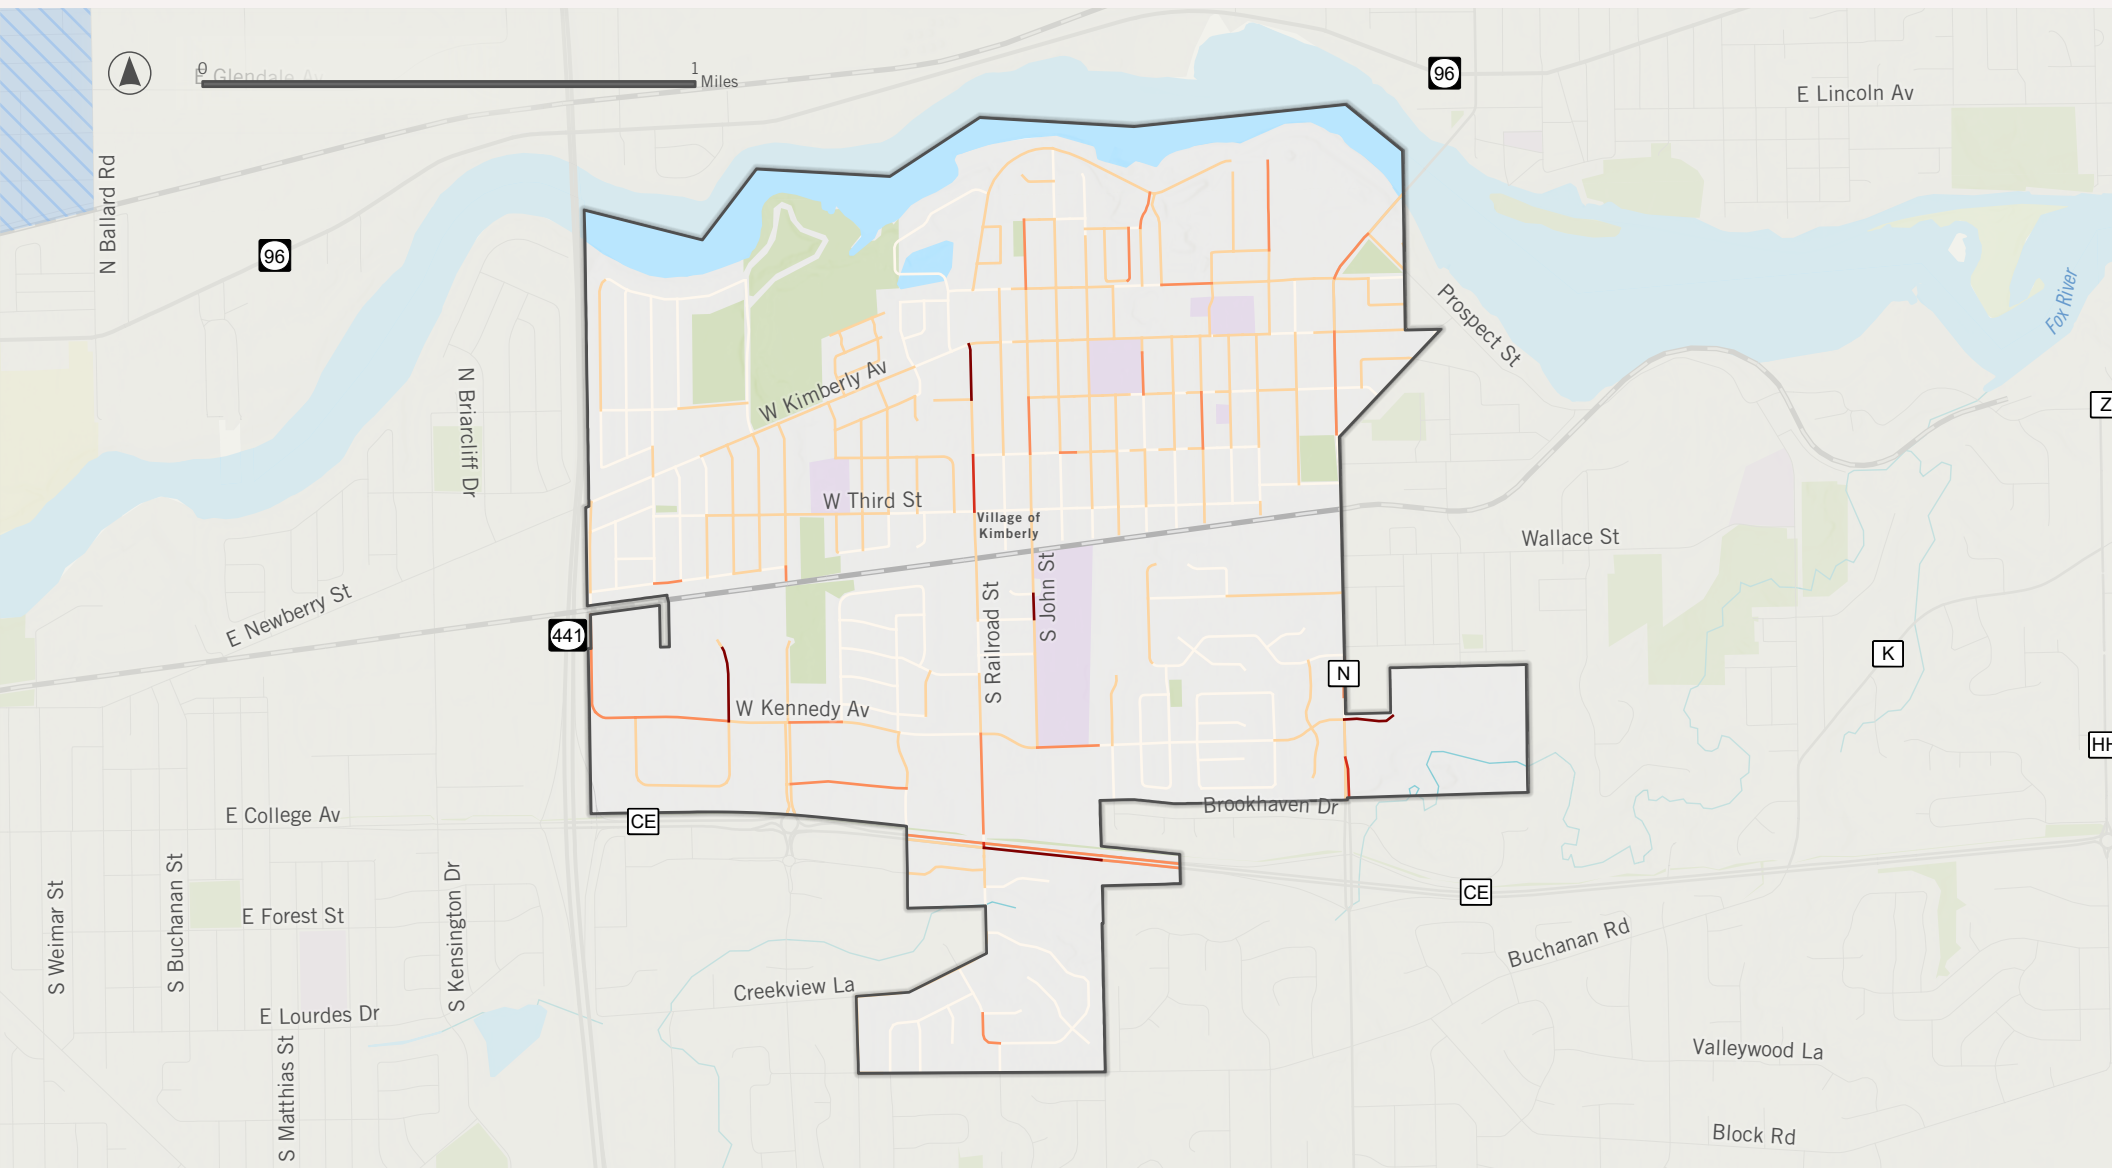 E Glendale Av
0
1
Miles
96
E Lincoln Av
N Ballard Rd
96
Fox River
Prospect St
N Briarcliff Dr
W Kimberly Av
Z
W Third St
Village of
Kimberly
Wallace St
E Newberry St
S John St
S Railroad St
441
N
K
W Kennedy Av
HH
E College Av
CE
Brookhaven Dr
S Weimar St
S Buchanan St
S Kensington Dr
CE
E Forest St
Buchanan Rd
Creekview La
E Lourdes Dr
S Matthias St
Valleywood La
Block Rd